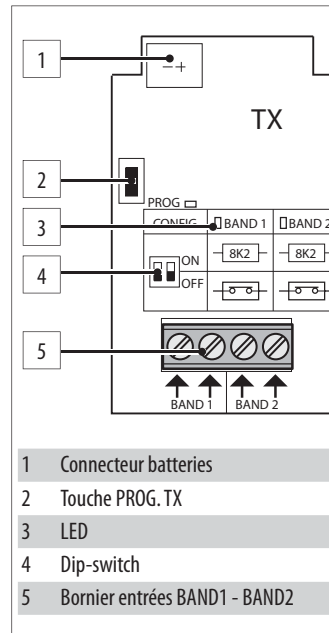 1
− +
TX
2
PROG
3
CONFIG BAND 1 BAND 2
8K2 8K2
4
ON
OFF
5
BAND 1 BAND 2
1 Connecteur batteries
2 Touche PROG. TX
3 LED
4 Dip-switch
5 Bornier entrées BAND1 - BAND2